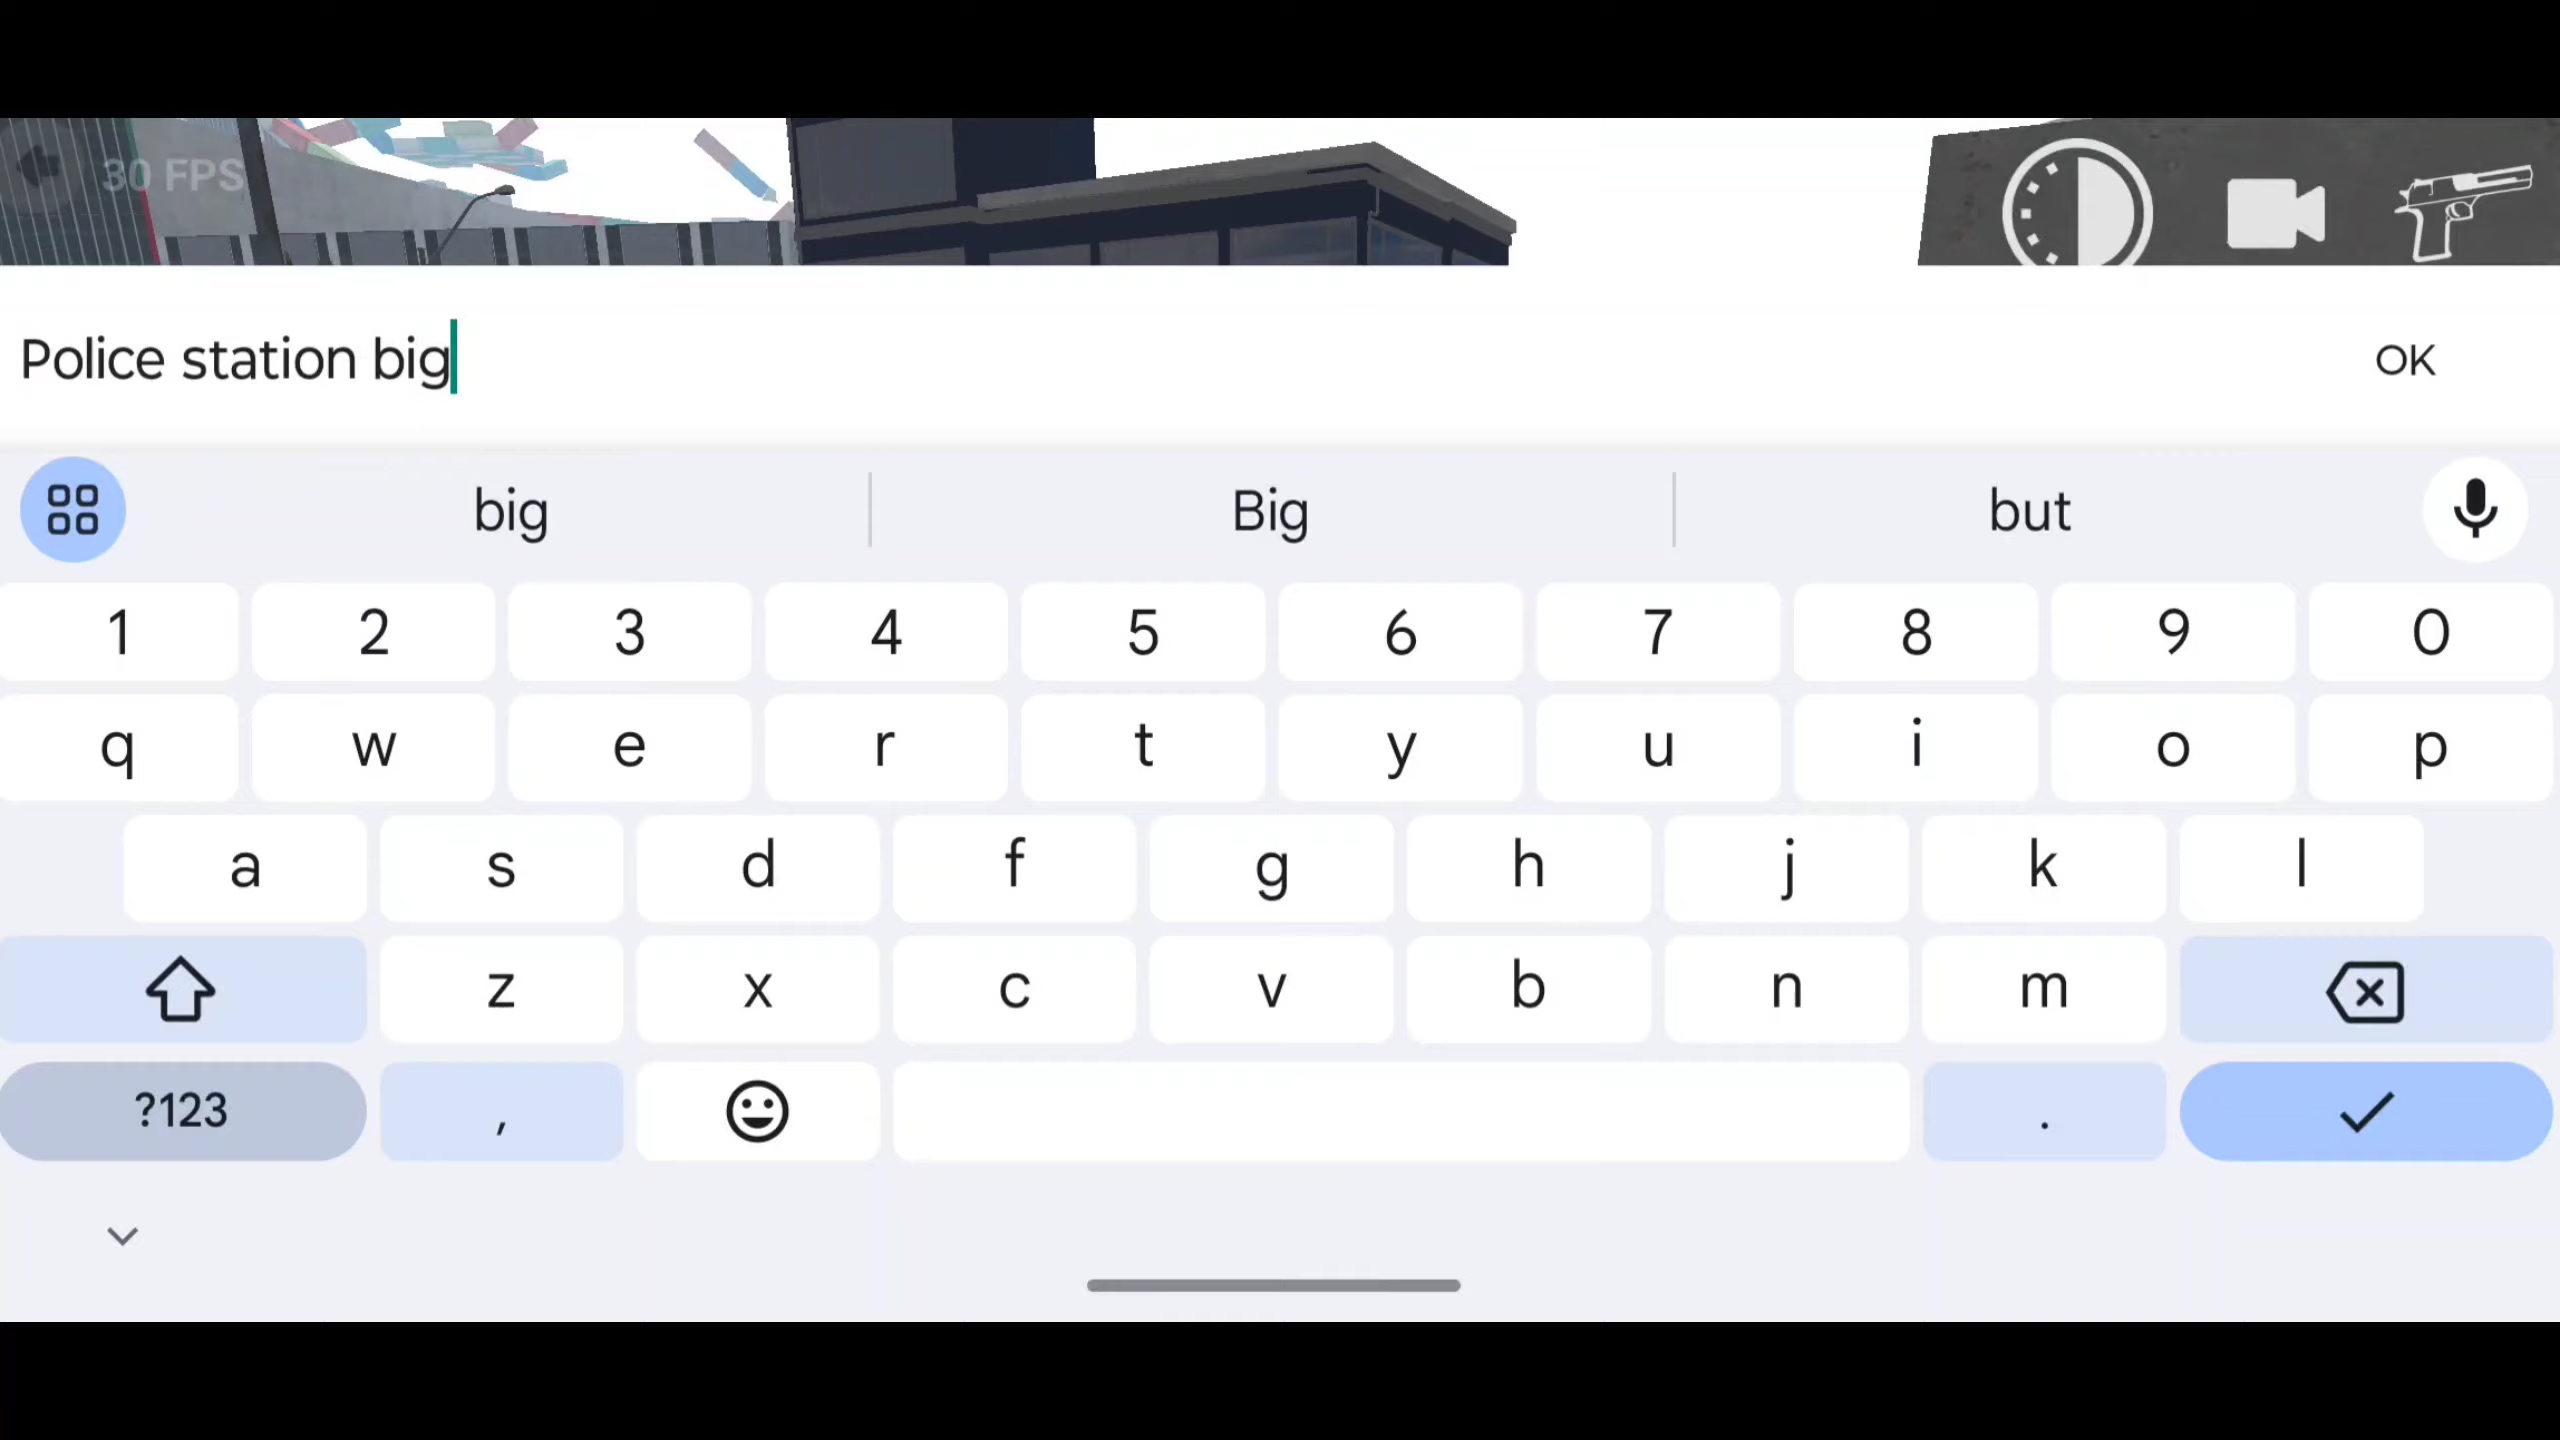 30 FPS
Police station big
OK
big Big but
1 2 3 4 5 6 7 8 9 0
q w e r t y u i o p
a s d f g h j k l
z x c v b n m
?123 , .